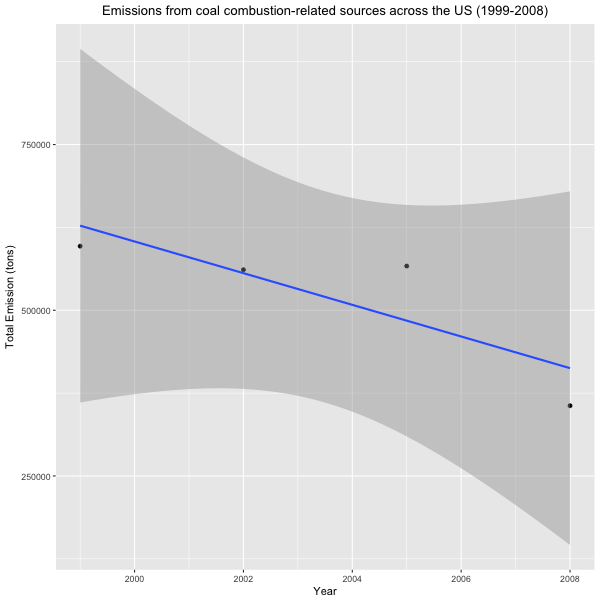 Emissions from coal combustion-related sources across the US (1999-2008)
Total Emission (tons)
750000
500000
250000
2000 2002 2004 2006 2008
Year